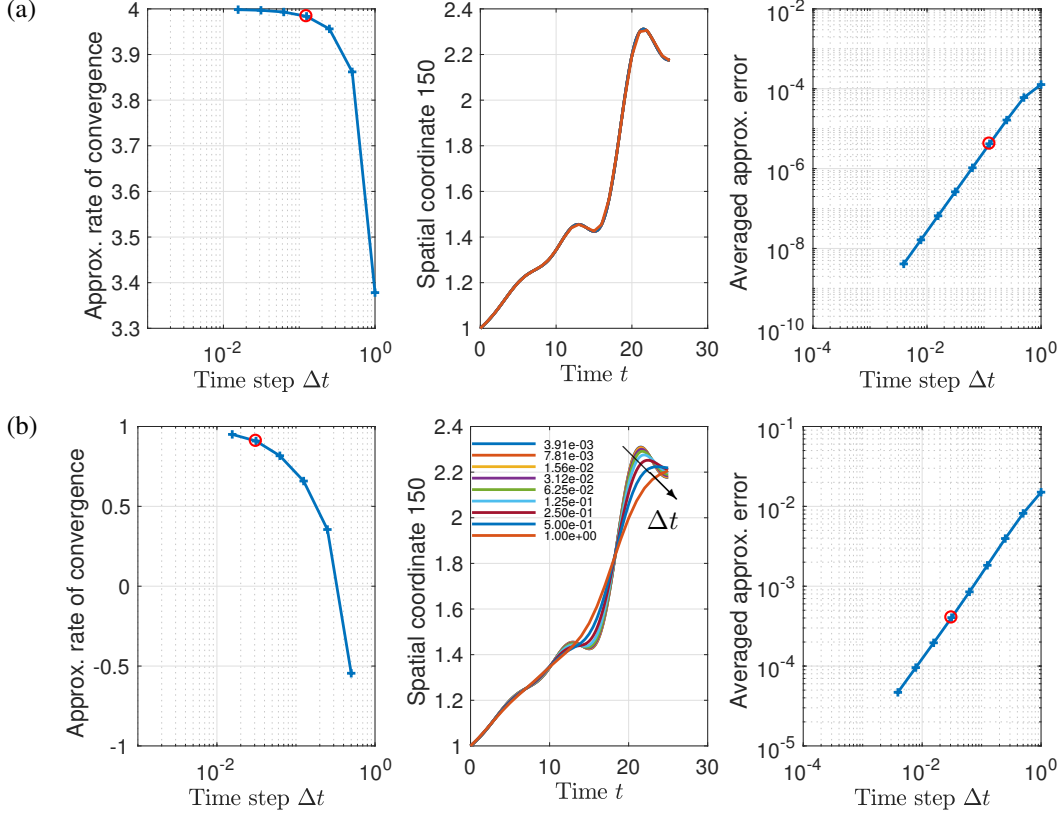 (a)
4
3.9
3.8
3.7
3.6
3.5
3.4
3.3
10^-2
10^0
Approx. rate of convergence
Time step Δt
2.4
2.2
2
1.8
1.6
1.4
1.2
1
0
10
20
30
Spatial coordinate 150
Time t
10^-2
10^-4
10^-6
10^-8
10^-10
10^-4
10^-2
10^0
Averaged approx. error
Time step Δt
(b)
1
0.5
0
-0.5
-1
10^-2
10^0
Approx. rate of convergence
Time step Δt
2.4
2.2
2
1.8
1.6
1.4
1.2
1
0
10
20
30
3.91e-03
7.81e-03
1.56e-02
3.12e-02
6.25e-02
1.25e-01
2.50e-01
5.00e-01
1.00e+00
Δt
Spatial coordinate 150
Time t
10^-1
10^-2
10^-3
10^-4
10^-5
10^-4
10^-2
10^0
Averaged approx. error
Time step Δt